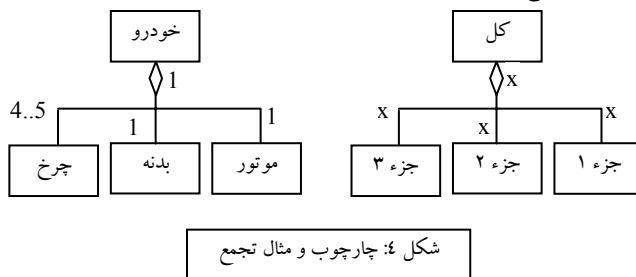 کل
x
x
x
x
جزء ۱
جزء ۲
جزء ۳
خودرو
1
4..5
1
1
موتور
بدنه
چرخ
شکل ٤: چارچوب و مثال تجمع